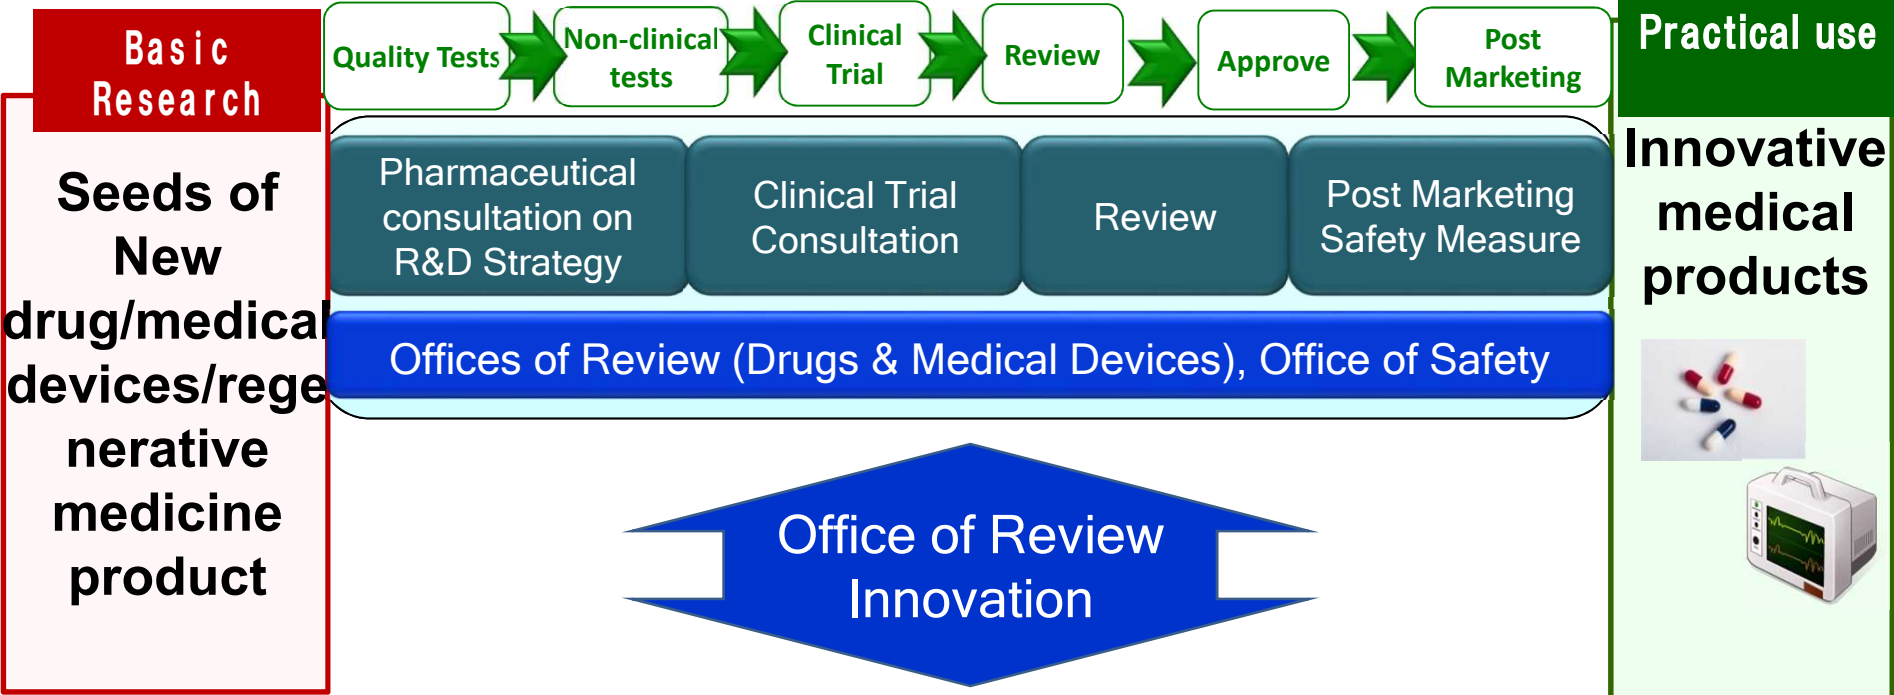 Basic
Research
Seeds of
New
drug/medical
devices/rege
nerative
medicine
product
Quality Tests
Non-clinical
tests
Clinical
Trial
Review
Approve
Post
Marketing
Pharmaceutical
consultation on
R&D Strategy
Clinical Trial
Consultation
Review
Post Marketing
Safety Measure
Offices of Review (Drugs & Medical Devices), Office of Safety
Office of Review
Innovation
Practical use
Innovative
medical
products